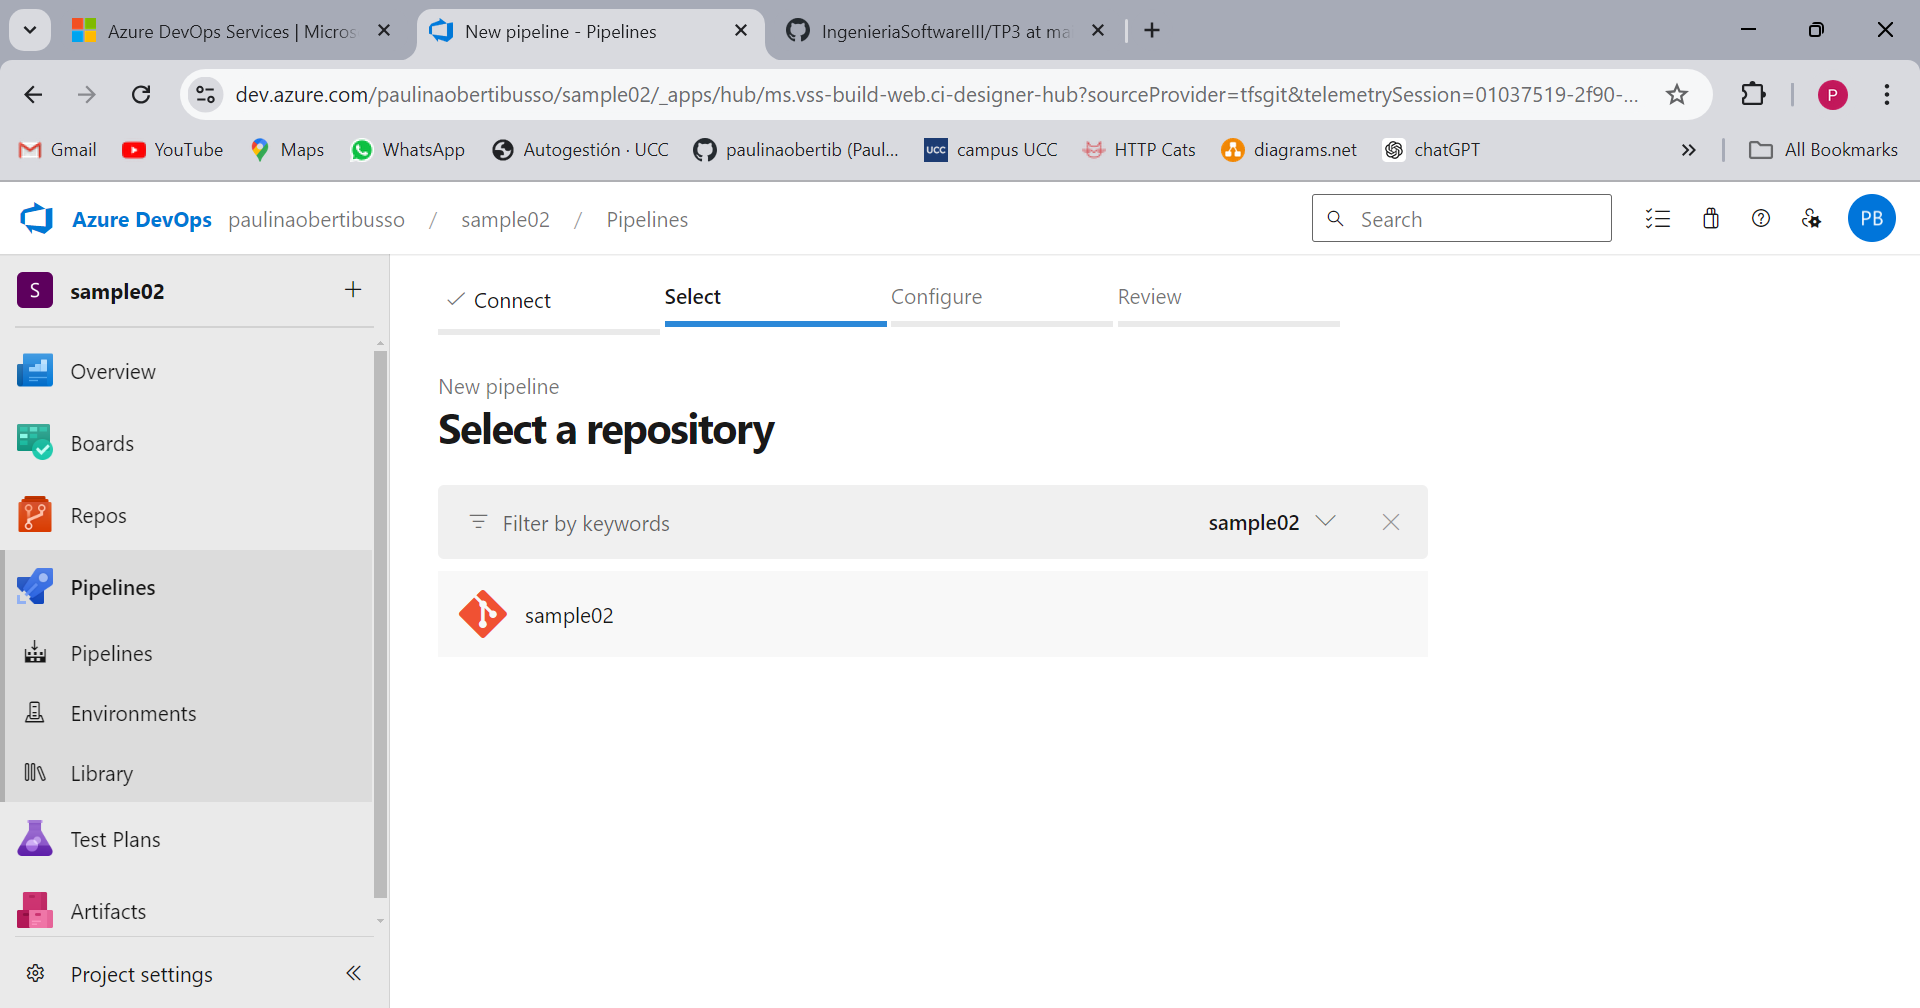 Azure DevOps Services | Micros
New pipeline - Pipelines
IngenieriaSoftwareIII/TP3 at ma
dev.azure.com/paulinaobertibusso/sample02/_apps/hub/ms.vss-build-web.ci-designer-hub?sourceProvider=tfsgit&telemetrySession=01037519-2f90-...
P
Gmail
YouTube
Maps
WhatsApp
Autogestión · UCC
paulinaobertib (Paul...
UCC
campus UCC
HTTP Cats
diagrams.net
chatGPT
All Bookmarks
Azure DevOps
paulinaobertibusso / sample02 / Pipelines
Search
PB
S
sample02
Overview
Boards
Repos
Pipelines
Pipelines
Environments
Library
Test Plans
Artifacts
Project settings
Connect
Select
Configure
Review
New pipeline
Select a repository
Filter by keywords
sample02
sample02